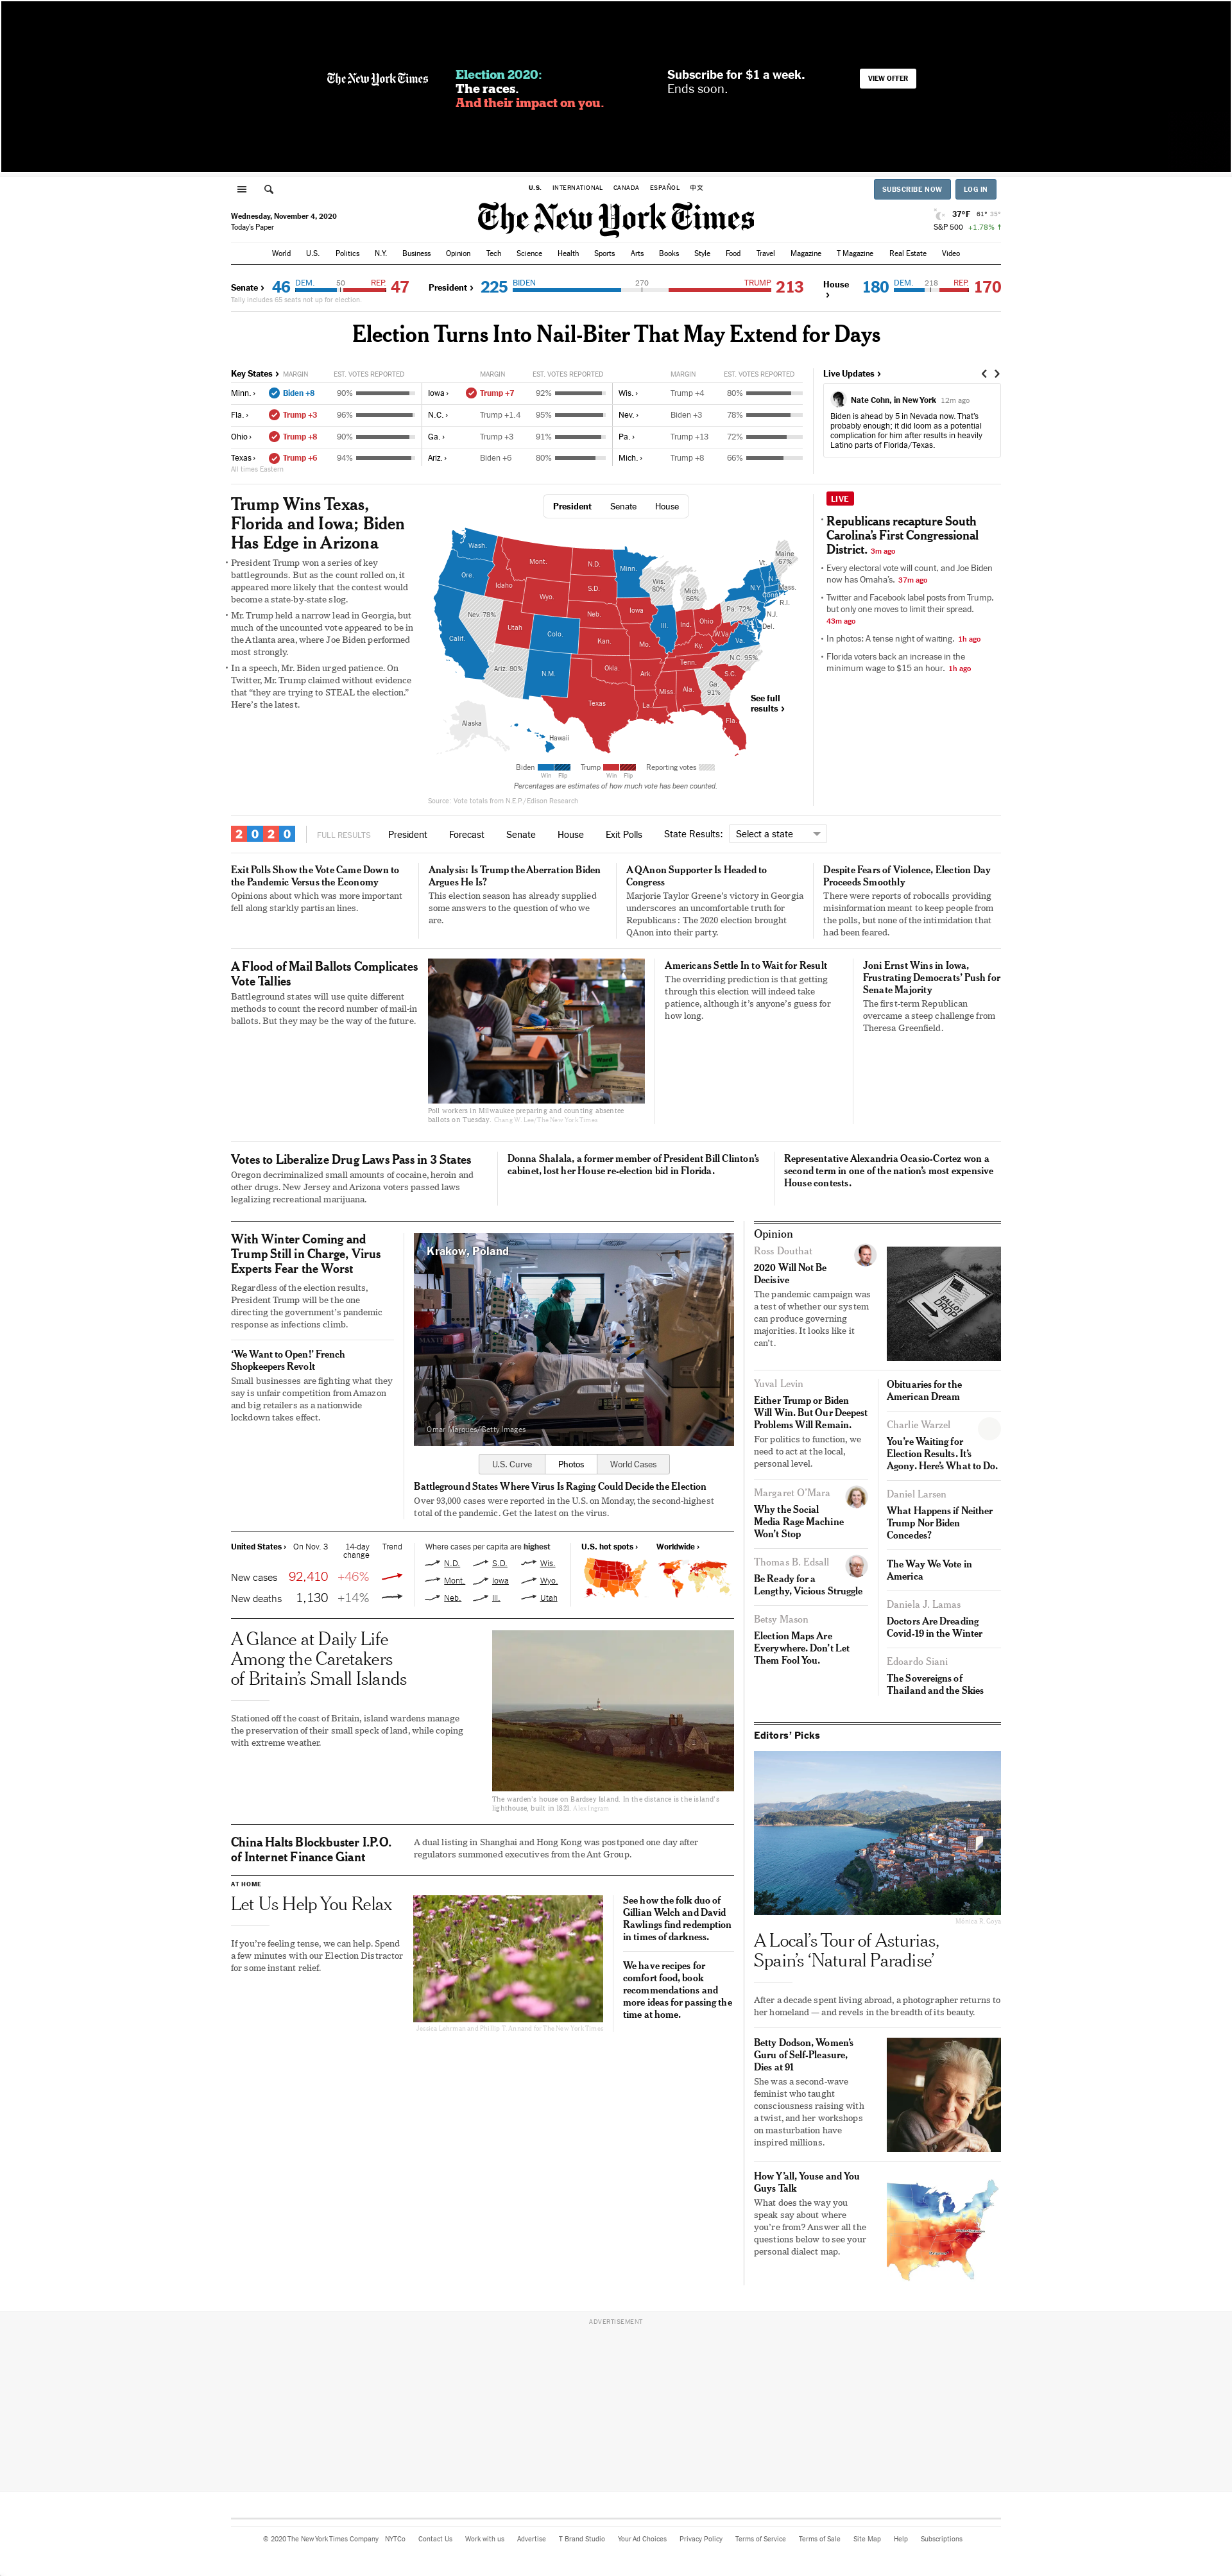 The New York Times
Election 2020:
The races.
And their impact on you.
Subscribe for $1 a week.
Ends soon.
VIEW OFFER
U.S. INTERNATIONAL CANADA ESPAÑOL 中文
SUBSCRIBE NOW LOG IN
Wednesday, November 4, 2020
Today's Paper
The New York Times
37°F 61° 35°
S&P 500 +1.78% ↑
World U.S. Politics N.Y. Business Opinion Tech Science Health Sports Arts Books Style Food Travel Magazine T Magazine Real Estate Video
Senate › 46 DEM. 50 REP. 47
Tally includes 65 seats not up for election.
President › 225 BIDEN 270 TRUMP 213
House › 180 DEM. 218 REP. 170
Election Turns Into Nail-Biter That May Extend for Days
Key States › MARGIN EST. VOTES REPORTED MARGIN EST. VOTES REPORTED MARGIN EST. VOTES REPORTED
Minn. › Biden +8 90% Iowa › Trump +7 92% Wis. › Trump +4 80%
Fla. › Trump +3 96% N.C. › Trump +1.4 95% Nev. › Biden +3 78%
Ohio › Trump +8 90% Ga. › Trump +3 91% Pa. › Trump +13 72%
Texas › Trump +6 94% Ariz. › Biden +6 80% Mich. › Trump +8 66%
All times Eastern
Live Updates ›
Nate Cohn, in New York 12m ago
Biden is ahead by 5 in Nevada now. That's
probably enough; it did loom as a potential
complication for him after results in heavily
Latino parts of Florida/Texas.
Trump Wins Texas,
Florida and Iowa; Biden
Has Edge in Arizona
• President Trump won a series of key
battlegrounds. But as the count rolled on, it
appeared more likely that the contest would
become a state-by-state slog.
• Mr. Trump held a narrow lead in Georgia, but
much of the uncounted vote appeared to be in
the Atlanta area, where Joe Biden performed
most strongly.
• In a speech, Mr. Biden urged patience. On
Twitter, Mr. Trump claimed without evidence
that "they are trying to STEAL the election."
Here's the latest.
President Senate House
Wash.
Ore.
Calif.
Nev. 78%
Idaho
Mont.
Wyo.
Utah
Ariz. 80%
Colo.
N.M.
N.D.
S.D.
Neb.
Kan.
Okla.
Texas
Minn.
Iowa
Mo.
Ark.
La.
Wis.
80%
Ill.
Mich.
66%
Ind.
Ohio
Ky.
Tenn.
Miss.
Ala.
Ga.
91%
Fla.
S.C.
N.C. 95%
Va.
W.Va.
Pa. 72%
N.Y.
Vt.
Maine
67%
Mass.
R.I.
Conn.
N.J.
Del.
Alaska
Hawaii
See full
results ›
Biden Trump Reporting votes
Win Flip Win Flip
Percentages are estimates of how much vote has been counted.
Source: Vote totals from N.E.P./Edison Research
LIVE
• Republicans recapture South
Carolina's First Congressional
District. 3m ago
• Every electoral vote will count, and Joe Biden
now has Omaha's. 37m ago
• Twitter and Facebook label posts from Trump,
but only one moves to limit their spread.
43m ago
• In photos: A tense night of waiting. 1h ago
• Florida voters back an increase in the
minimum wage to $15 an hour. 1h ago
2020 FULL RESULTS President Forecast Senate House Exit Polls State Results: Select a state
Exit Polls Show the Vote Came Down to
the Pandemic Versus the Economy
Opinions about which was more important
fell along starkly partisan lines.
Analysis: Is Trump the Aberration Biden
Argues He Is?
This election season has already supplied
some answers to the question of who we
are.
A QAnon Supporter Is Headed to
Congress
Marjorie Taylor Greene's victory in Georgia
underscores an uncomfortable truth for
Republicans: The 2020 election brought
QAnon into their party.
Despite Fears of Violence, Election Day
Proceeds Smoothly
There were reports of robocalls providing
misinformation meant to keep people from
the polls, but none of the intimidation that
had been feared.
A Flood of Mail Ballots Complicates
Vote Tallies
Battleground states will use quite different
methods to count the record number of mail-in
ballots. But they may be the way of the future.
Poll workers in Milwaukee preparing and counting absentee
ballots on Tuesday. Chang W. Lee/The New York Times
Americans Settle In to Wait for Result
The overriding prediction is that getting
through this election will indeed take
patience, although it's anyone's guess for
how long.
Joni Ernst Wins in Iowa,
Frustrating Democrats' Push for
Senate Majority
The first-term Republican
overcame a steep challenge from
Theresa Greenfield.
Votes to Liberalize Drug Laws Pass in 3 States
Oregon decriminalized small amounts of cocaine, heroin and
other drugs. New Jersey and Arizona voters passed laws
legalizing recreational marijuana.
Donna Shalala, a former member of President Bill Clinton's
cabinet, lost her House re-election bid in Florida.
Representative Alexandria Ocasio-Cortez won a
second term in one of the nation's most expensive
House contests.
With Winter Coming and
Trump Still in Charge, Virus
Experts Fear the Worst
Regardless of the election results,
President Trump will be the one
directing the government's pandemic
response as infections climb.
'We Want to Open!' French
Shopkeepers Revolt
Small businesses are fighting what they
say is unfair competition from Amazon
and big retailers as a nationwide
lockdown takes effect.
Krakow, Poland
Omar Marques/Getty Images
U.S. Curve Photos World Cases
Battleground States Where Virus Is Raging Could Decide the Election
Over 93,000 cases were reported in the U.S. on Monday, the second-highest
total of the pandemic. Get the latest on the virus.
United States › On Nov. 3 14-day
change Trend
New cases 92,410 +46%
New deaths 1,130 +14%
Where cases per capita are highest
N.D. S.D. Wis.
Mont. Iowa Wyo.
Neb. Ill. Utah
U.S. hot spots › Worldwide ›
A Glance at Daily Life
Among the Caretakers
of Britain's Small Islands
Stationed off the coast of Britain, island wardens manage
the preservation of their small speck of land, while coping
with extreme weather.
The warden's house on Bardsey Island. In the distance is the island's
lighthouse, built in 1821. Alex Ingram
China Halts Blockbuster I.P.O.
of Internet Finance Giant
A dual listing in Shanghai and Hong Kong was postponed one day after
regulators summoned executives from the Ant Group.
AT HOME
Let Us Help You Relax
If you're feeling tense, we can help. Spend
a few minutes with our Election Distractor
for some instant relief.
Jessica Lehrman and Phillip T. Annand for The New York Times
See how the folk duo of
Gillian Welch and David
Rawlings find redemption
in times of darkness.
We have recipes for
comfort food, book
recommendations and
more ideas for passing the
time at home.
Opinion
Ross Douthat
2020 Will Not Be
Decisive
The pandemic campaign was
a test of whether our system
can produce governing
majorities. It looks like it
can't.
BALLOT
DROP
Yuval Levin
Either Trump or Biden
Will Win. But Our Deepest
Problems Will Remain.
For politics to function, we
need to act at the local,
personal level.
Margaret O'Mara
Why the Social
Media Rage Machine
Won't Stop
Thomas B. Edsall
Be Ready for a
Lengthy, Vicious Struggle
Betsy Mason
Election Maps Are
Everywhere. Don't Let
Them Fool You.
Obituaries for the
American Dream
Charlie Warzel
You're Waiting for
Election Results. It's
Agony. Here's What to Do.
Daniel Larsen
What Happens if Neither
Trump Nor Biden
Concedes?
The Way We Vote in
America
Daniela J. Lamas
Doctors Are Dreading
Covid-19 in the Winter
Edoardo Siani
The Sovereigns of
Thailand and the Skies
Editors' Picks
Mónica R. Goya
A Local's Tour of Asturias,
Spain's 'Natural Paradise'
After a decade spent living abroad, a photographer returns to
her homeland — and revels in the breadth of its beauty.
Betty Dodson, Women's
Guru of Self-Pleasure,
Dies at 91
She was a second-wave
feminist who taught
consciousness raising with
a twist, and her workshops
on masturbation have
inspired millions.
How Y'all, Youse and You
Guys Talk
What does the way you
speak say about where
you're from? Answer all the
questions below to see your
personal dialect map.
ADVERTISEMENT
© 2020 The New York Times Company NYTCo Contact Us Work with us Advertise T Brand Studio Your Ad Choices Privacy Policy Terms of Service Terms of Sale Site Map Help Subscriptions